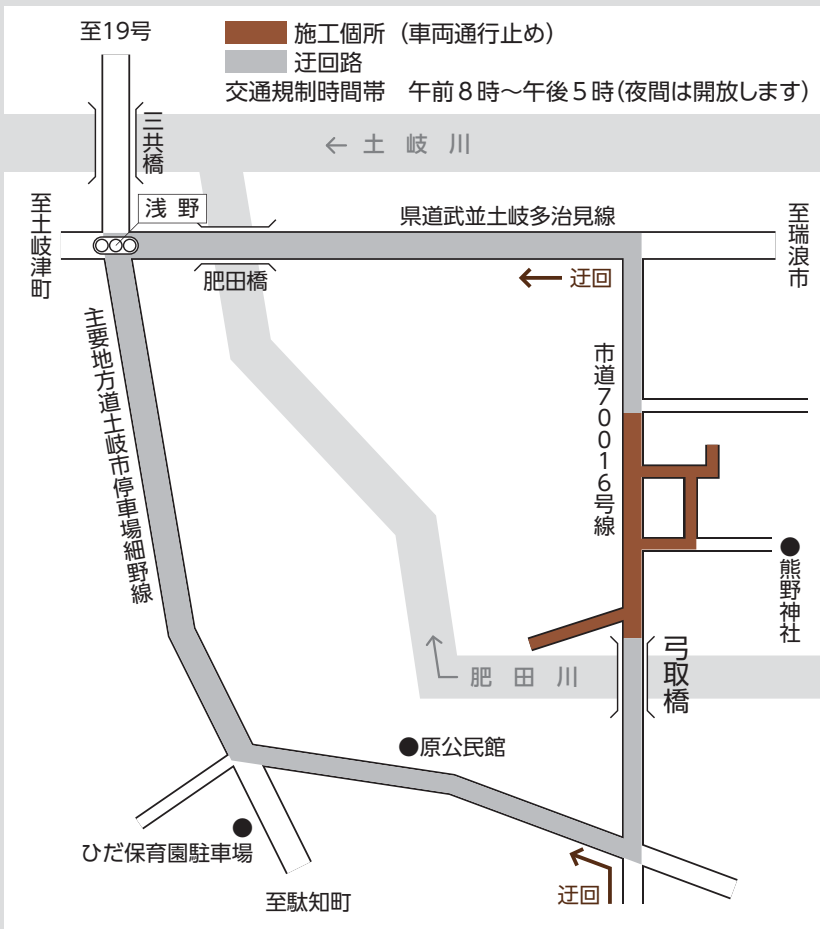 至19号
施工個所（車両通行止め）
迂回路
交通規制時間帯　午前８時～午後５時(夜間は開放します)
三共橋
← 土 岐 川
浅 野
至土岐津町
県道武並土岐多治見線
至瑞浪市
肥田橋
迂回
主要地方道土岐市停車場細野線
市道70016号線
熊野神社
弓取橋
肥 田 川
原公民館
ひだ保育園駐車場
至駄知町
迂回